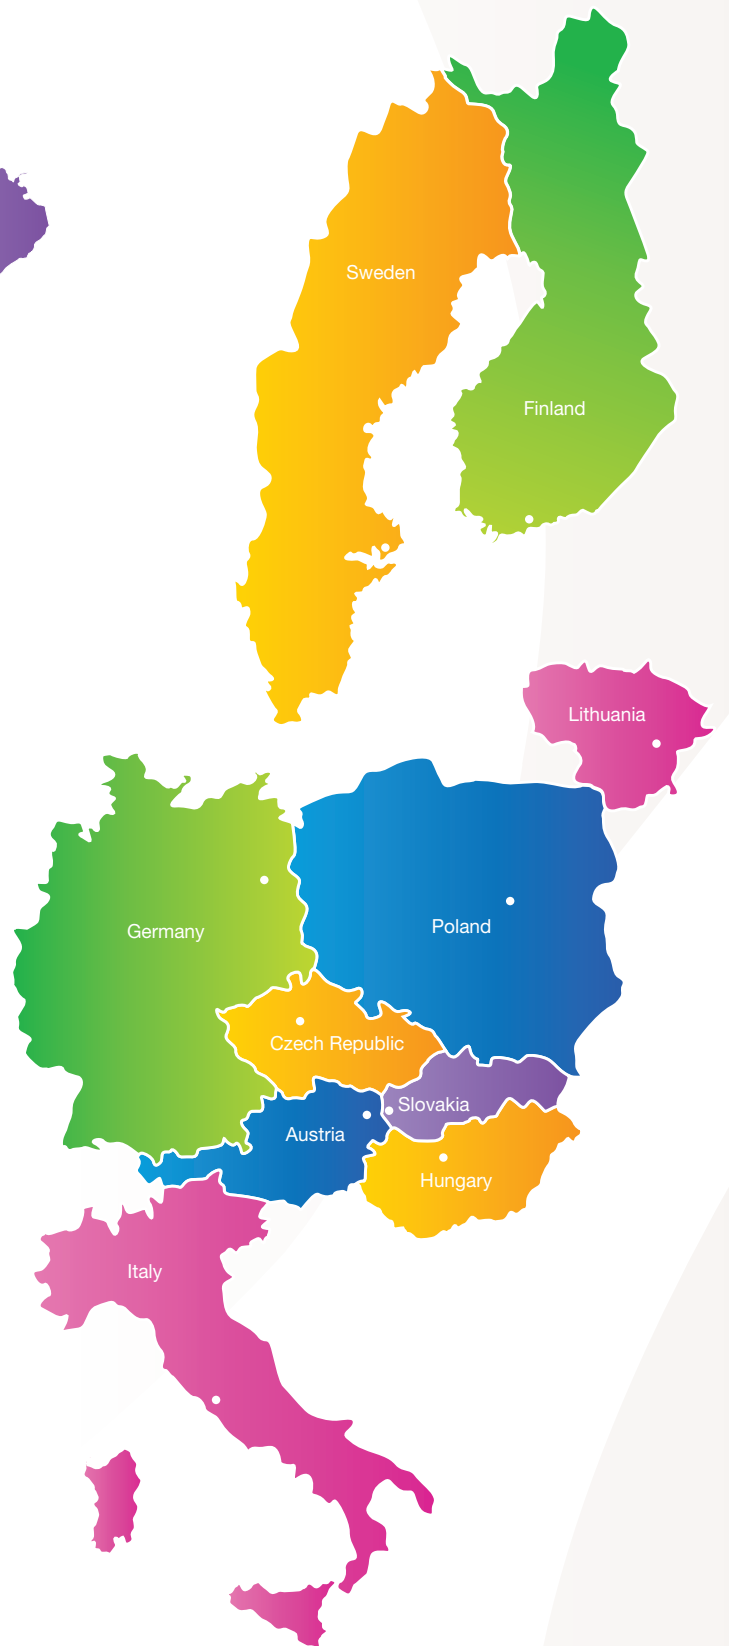 Sweden
Finland
Lithuania
Poland
Germany
Czech Republic
Slovakia
Austria
Hungary
Italy